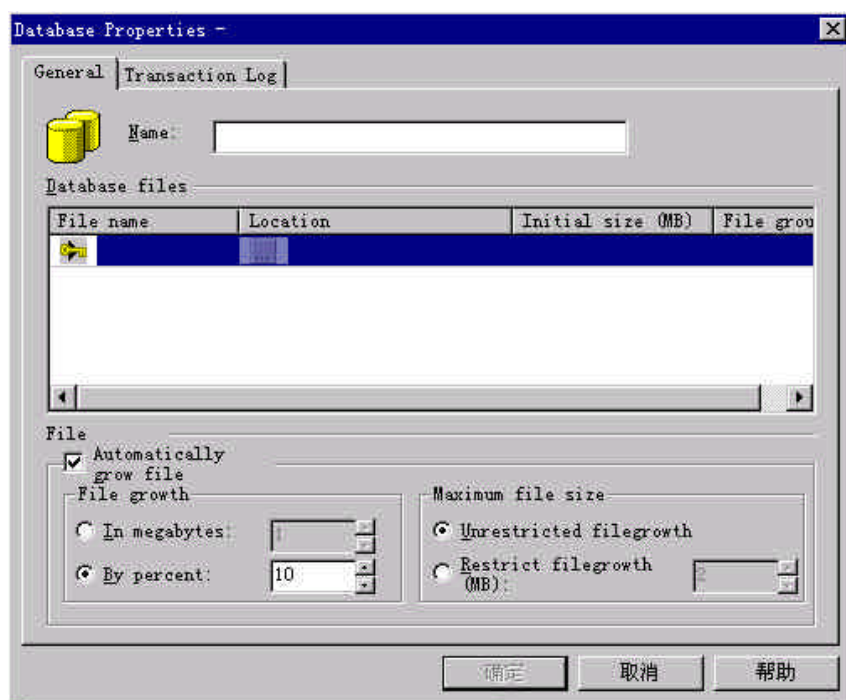 Database Properties -
General Transaction Log
Name:
Database files
File name Location Initial size (MB) File grou
File
Automatically
grow file
File growth Maximum file size
In megabytes: 1 Unrestricted filegrowth
By percent: 10 Restrict filegrowth
(MB): 2
确定 取消 帮助